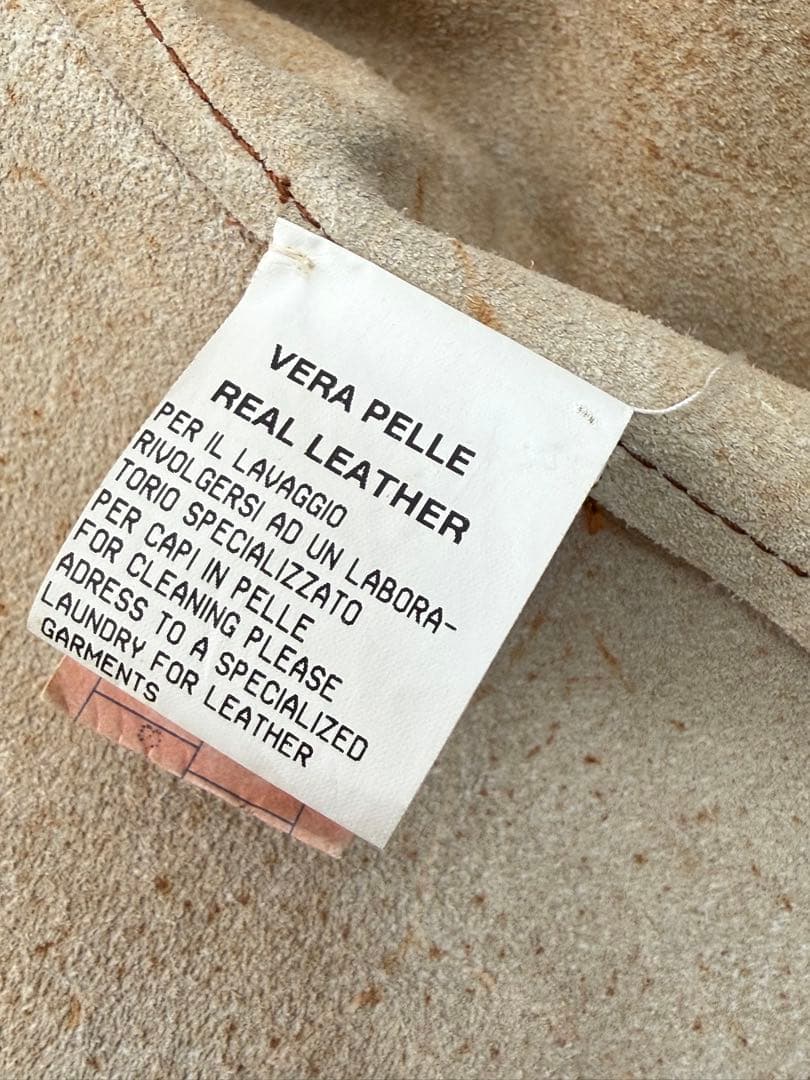 VERA PELLE
REAL LEATHER
PER IL LAVAGGIO
RIVOLGERSI AD UN LABORA-
TORIO SPECIALIZZATO
PER CAPI IN PELLE
FOR CLEANING PLEASE
ADRESS TO A SPECIALIZED
LAUNDRY FOR LEATHER
GARMENTS